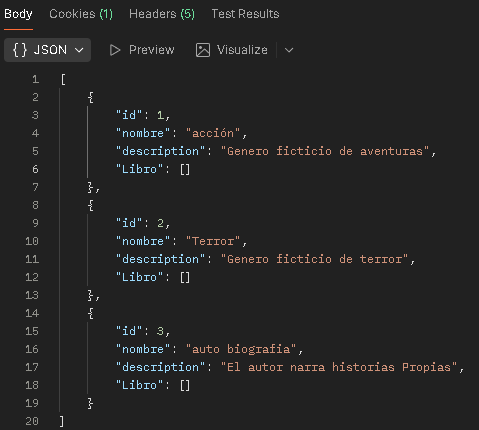 Body Cookies (1) Headers (5) Test Results
{} JSON Preview Visualize
1 [
2 {
3 "id": 1,
4 "nombre": "acción",
5 "description": "Genero ficticio de aventuras",
6 "Libro": []
7 },
8 {
9 "id": 2,
10 "nombre": "Terror",
11 "description": "Genero ficticio de terror",
12 "Libro": []
13 },
14 {
15 "id": 3,
16 "nombre": "auto biografia",
17 "description": "El autor narra historias Propias",
18 "Libro": []
19 }
20 ]